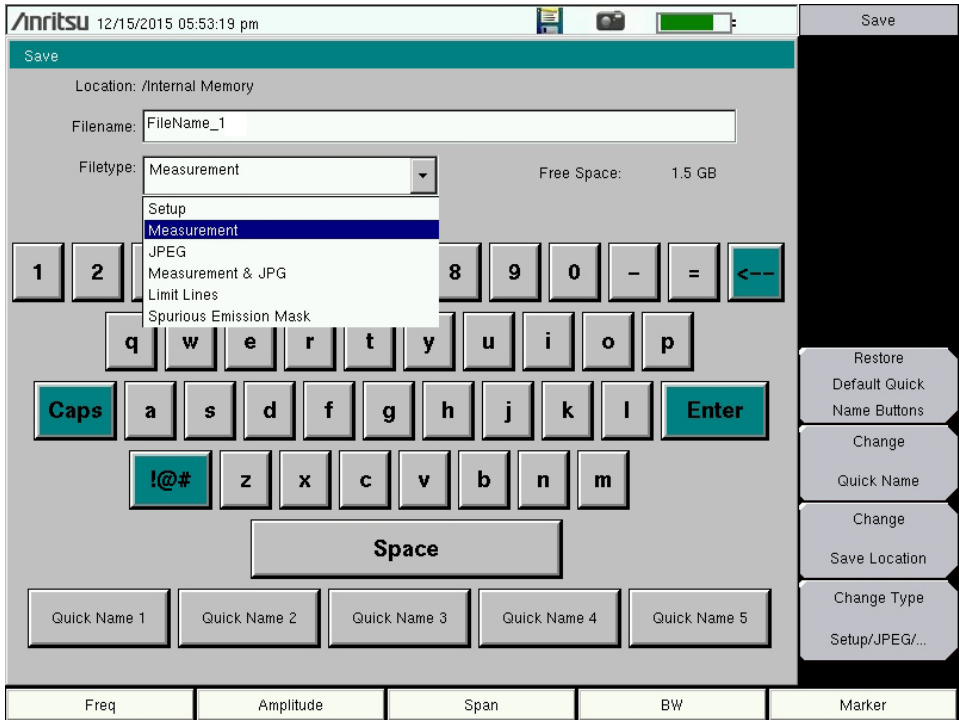 /Inritsu 12/15/2015 05:53:19 pm
Save
Save
Location: /Internal Memory
Filename: FileName_1
Filetype: Measurement
Free Space: 1.5 GB
Setup
Measurement
JPEG
Measurement & JPG
Limit Lines
Spurious Emission Mask
1 2 8 9 0 - = <--
q w e r t y u i o p
Caps a s d f g h j k l Enter
!@# z x c v b n m
Space
Quick Name 1 Quick Name 2 Quick Name 3 Quick Name 4 Quick Name 5
Restore
Default Quick
Name Buttons
Change
Quick Name
Change
Save Location
Change Type
Setup/JPEG/...
Freq Amplitude Span BW Marker